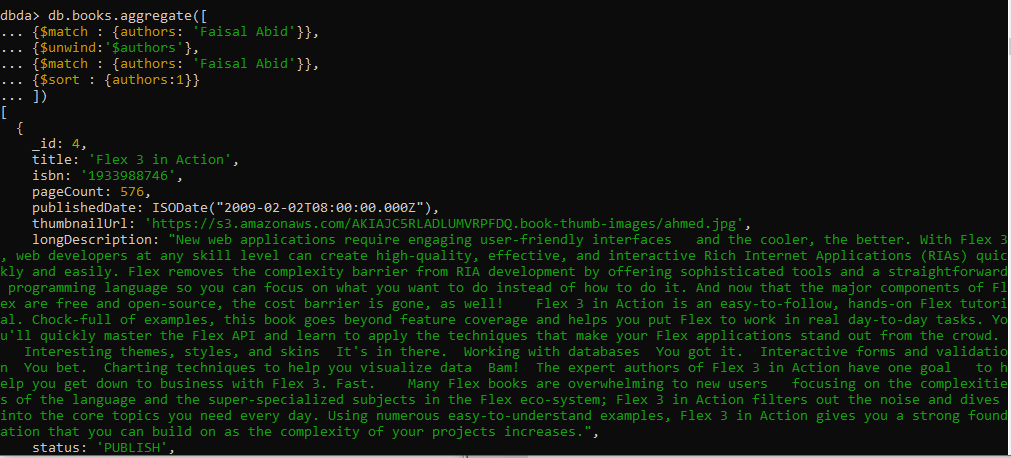 dbda> db.books.aggregate([
... {$match : {authors: 'Faisal Abid'}},
... {$unwind:'$authors'},
... {$match : {authors: 'Faisal Abid'}},
... {$sort : {authors:1}}
... ])
[
  {
    _id: 4,
    title: 'Flex 3 in Action',
    isbn: '1933988746',
    pageCount: 576,
    publishedDate: ISODate("2009-02-02T08:00:00.000Z"),
    thumbnailUrl: 'https://s3.amazonaws.com/AKIAJC5RLADLUMVRPFDQ.book-thumb-images/ahmed.jpg',
    longDescription: "New web applications require engaging user-friendly interfaces   and the cooler, the better. With Flex 3
, web developers at any skill level can create high-quality, effective, and interactive Rich Internet Applications (RIAs) quic
kly and easily. Flex removes the complexity barrier from RIA development by offering sophisticated tools and a straightforward
 programming language so you can focus on what you want to do instead of how to do it. And now that the major components of Fl
ex are free and open-source, the cost barrier is gone, as well!    Flex 3 in Action is an easy-to-follow, hands-on Flex tutori
al. Chock-full of examples, this book goes beyond feature coverage and helps you put Flex to work in real day-to-day tasks. Yo
u'll quickly master the Flex API and learn to apply the techniques that make your Flex applications stand out from the crowd.
   Interesting themes, styles, and skins  It's in there.  Working with databases  You got it.  Interactive forms and validatio
n  You bet.  Charting techniques to help you visualize data  Bam!  The expert authors of Flex 3 in Action have one goal   to h
elp you get down to business with Flex 3. Fast.    Many Flex books are overwhelming to new users   focusing on the complexitie
s of the language and the super-specialized subjects in the Flex eco-system; Flex 3 in Action filters out the noise and dives
into the core topics you need every day. Using numerous easy-to-understand examples, Flex 3 in Action gives you a strong found
ation that you can build on as the complexity of your projects increases.",
    status: 'PUBLISH',